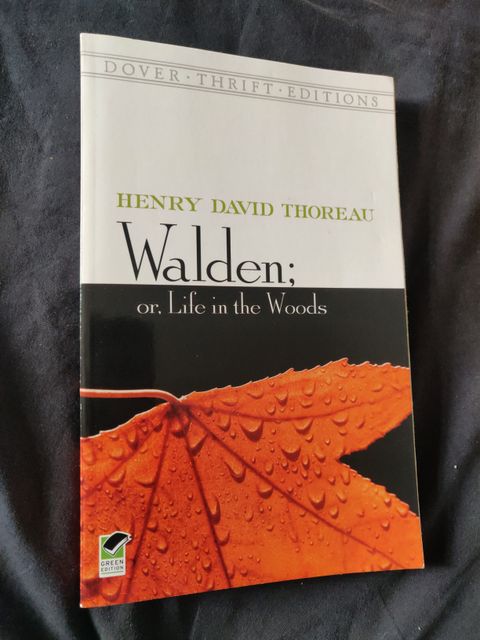 DOVER · THRIFT · EDITIONS
HENRY DAVID THOREAU
Walden;
or, Life in the Woods
GREEN
EDITION